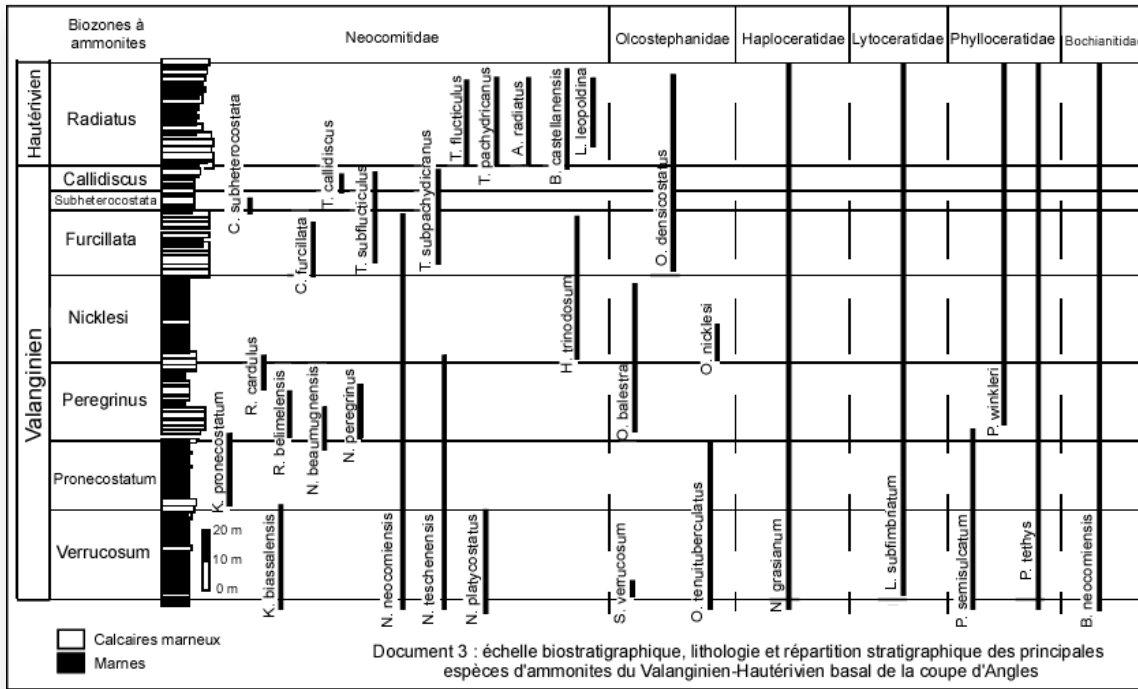 Biozones à
ammonites
Neocomitidae
Olcostephanidae
Haploceratidae
Lytoceratidae
Phylloceratidae
Bochianitidae
Hautérivien
Valanginien
Radiatus
Callidiscus
Subheterocostata
Furcillata
Nicklesi
Peregrinus
Pronecostatum
Verrucosum
20 m
10 m
0 m
K. pronecostatum
C. subheterocostata
R. cardulus
K. biassalensis
R. belimelensis
C. furcillata
N. beaumugnensis
T. callidiscus
N. peregrinus
T. subflucticulus
N. neocomiensis
T. subpachydicranus
N. teschenensis
T. flucticulus
N. platycostatus
T. pachydricanus
A. radiatus
B. castellanensis
H. trinodosum
L. leopoldina
S. verrucosum
O. balestra
O. densicostatus
O. tenuituberculatus
O. nicklesi
N. grasianum
L. subfimbriatum
P. semisulcatum
P. winkleri
P. tethys
B. neocomiensis
Calcaires marneux
Marnes
Document 3 : échelle biostratigraphique, lithologie et répartition stratigraphique des principales
espèces d'ammonites du Valanginien-Hautérivien basal de la coupe d'Angles